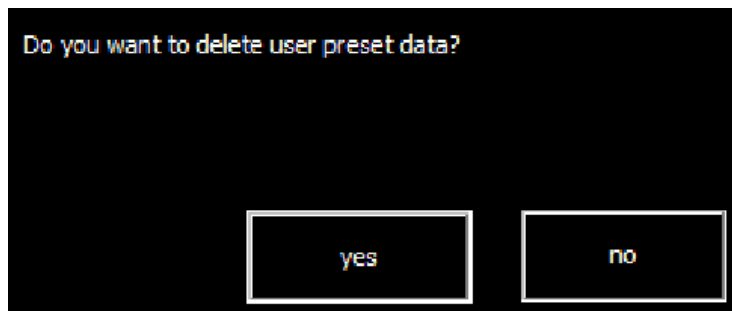 Do you want to delete user preset data?
yes no